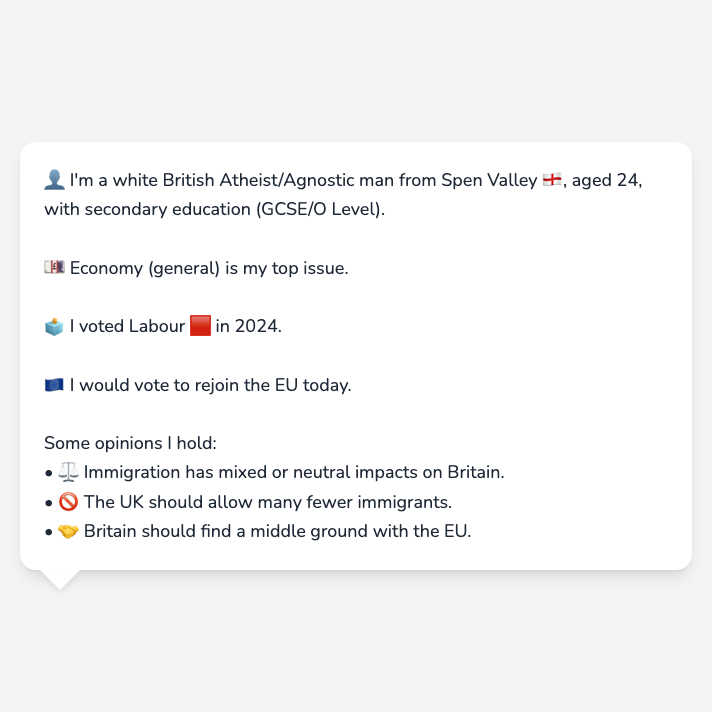 👤 I'm a white British Atheist/Agnostic man from Spen Valley 🏴󠁧󠁢󠁥󠁮󠁧󠁿, aged 24,
with secondary education (GCSE/O Level).
💷 Economy (general) is my top issue.
🗳️ I voted Labour 🟥 in 2024.
🇪🇺 I would vote to rejoin the EU today.
Some opinions I hold:
• ⚖️ Immigration has mixed or neutral impacts on Britain.
• 🚫 The UK should allow many fewer immigrants.
• 🤝 Britain should find a middle ground with the EU.